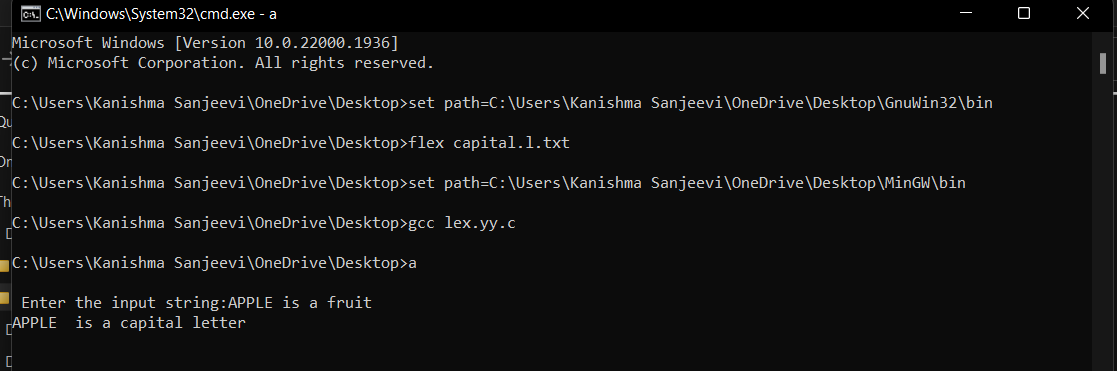 C:\Windows\System32\cmd.exe - a
Microsoft Windows [Version 10.0.22000.1936]
(c) Microsoft Corporation. All rights reserved.
C:\Users\Kanishma Sanjeevi\OneDrive\Desktop>set path=C:\Users\Kanishma Sanjeevi\OneDrive\Desktop\GnuWin32\bin
C:\Users\Kanishma Sanjeevi\OneDrive\Desktop>flex capital.l.txt
C:\Users\Kanishma Sanjeevi\OneDrive\Desktop>set path=C:\Users\Kanishma Sanjeevi\OneDrive\Desktop\MinGW\bin
C:\Users\Kanishma Sanjeevi\OneDrive\Desktop>gcc lex.yy.c
C:\Users\Kanishma Sanjeevi\OneDrive\Desktop>a
Enter the input string:APPLE is a fruit
APPLE  is a capital letter